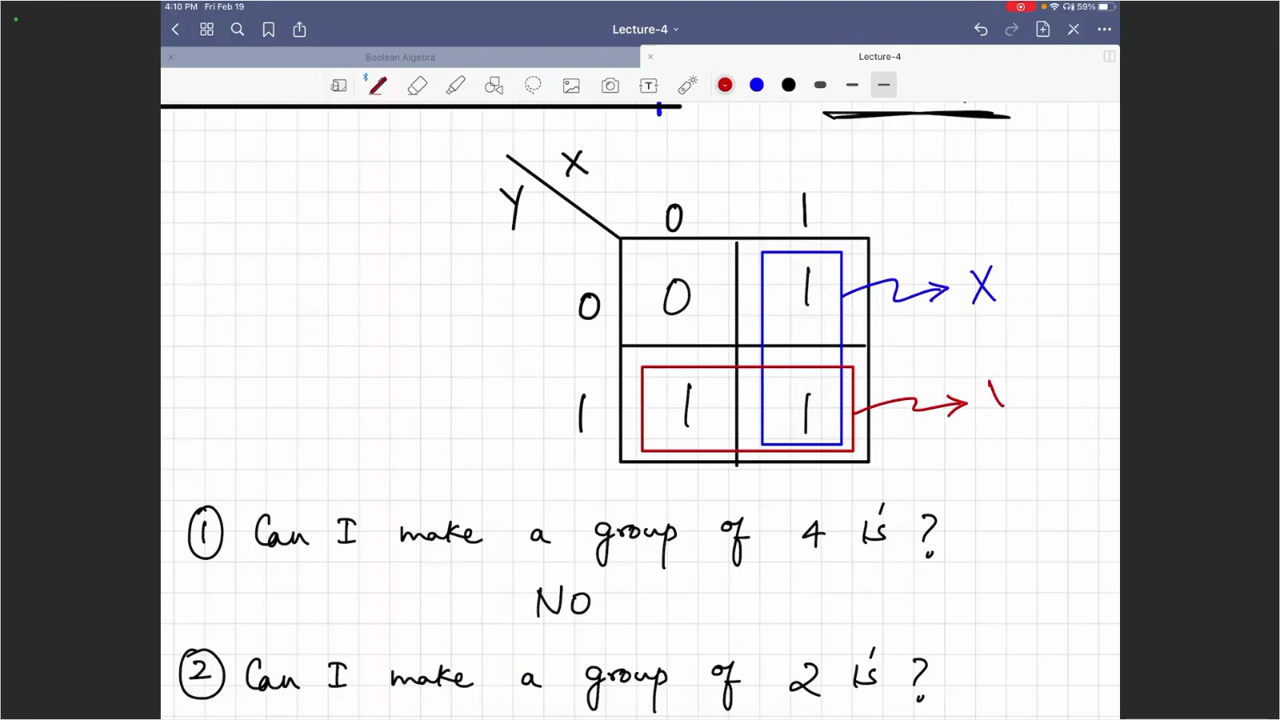 4:10 PM Fri Feb 19
59%
Lecture-4
Boolean Algebra
Lecture-4
X
Y
0 1
0 0 1 X
1 1 1
① Can I make a group of 4 1's ?
NO
② Can I make a group of 2 1's ?